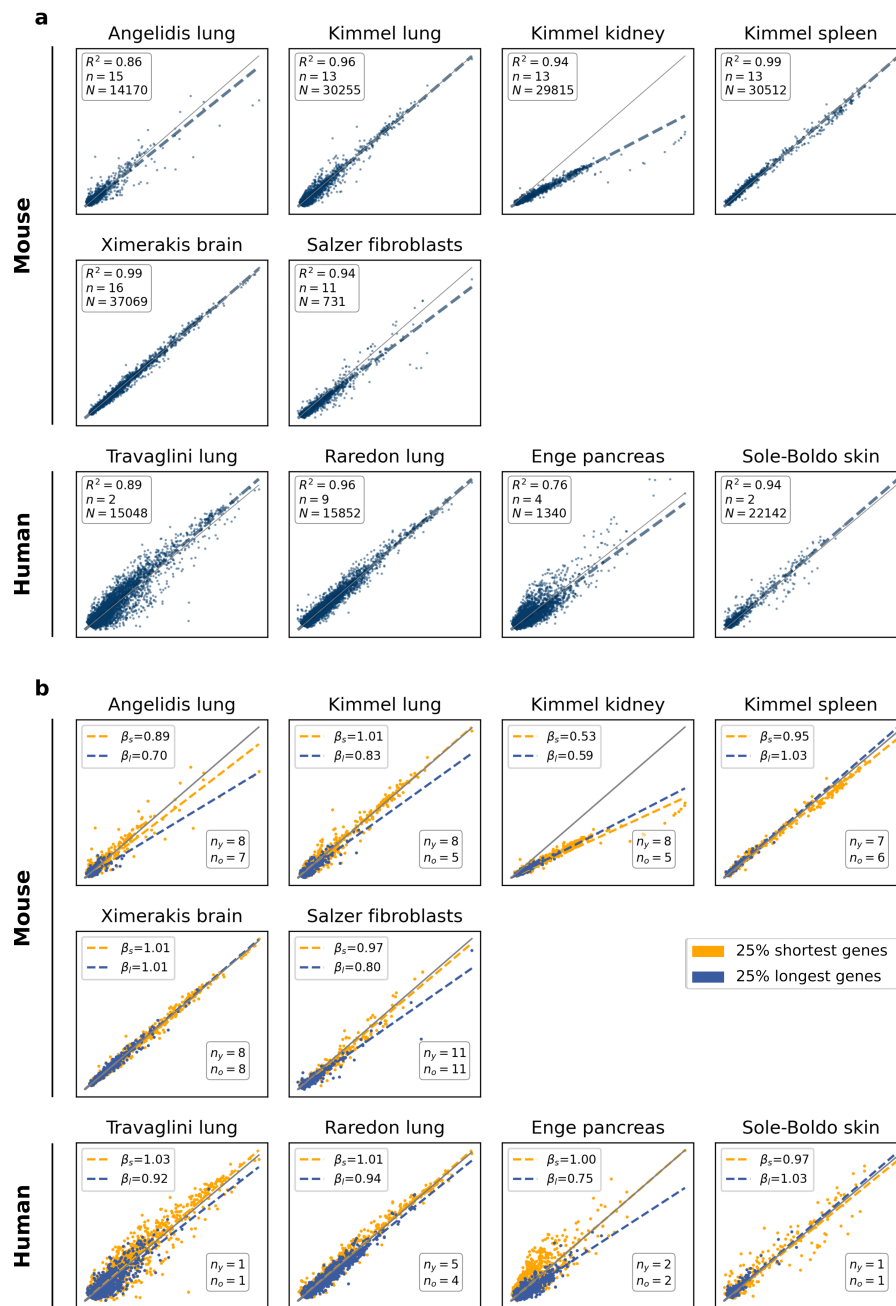 a
Mouse
Angelidis lung
R² = 0.86
n = 15
N = 14170
Kimmel lung
R² = 0.96
n = 13
N = 30255
Kimmel kidney
R² = 0.94
n = 13
N = 29815
Kimmel spleen
R² = 0.99
n = 13
N = 30512
Ximerakis brain
R² = 0.99
n = 16
N = 37069
Salzer fibroblasts
R² = 0.94
n = 11
N = 731
Human
Travaglini lung
R² = 0.89
n = 2
N = 15048
Raredon lung
R² = 0.96
n = 9
N = 15852
Enge pancreas
R² = 0.76
n = 4
N = 1340
Sole-Boldo skin
R² = 0.94
n = 2
N = 22142
b
Mouse
Angelidis lung
βs=0.89
βl=0.70
ny = 8
no = 7
Kimmel lung
βs=1.01
βl=0.83
ny = 8
no = 5
Kimmel kidney
βs=0.53
βl=0.59
ny = 8
no = 5
Kimmel spleen
βs=0.95
βl=1.03
ny = 7
no = 6
Ximerakis brain
βs=1.01
βl=1.01
ny = 8
no = 8
Salzer fibroblasts
βs=0.97
βl=0.80
ny = 11
no = 11
25% shortest genes
25% longest genes
Human
Travaglini lung
βs=1.03
βl=0.92
ny = 1
no = 1
Raredon lung
βs=1.01
βl=0.94
ny = 5
no = 4
Enge pancreas
βs=1.00
βl=0.75
ny = 2
no = 2
Sole-Boldo skin
βs=0.97
βl=1.03
ny = 1
no = 1